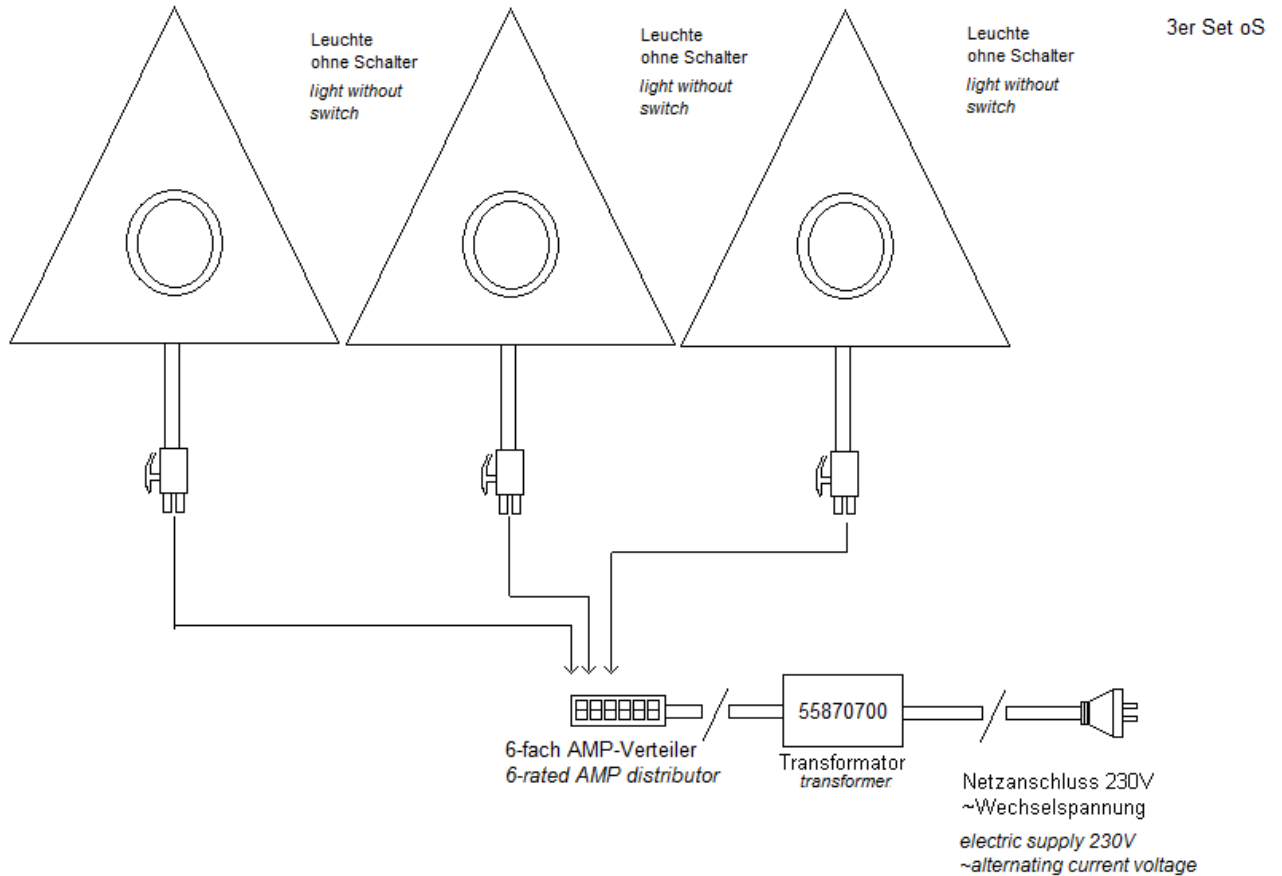 3er Set oS
Leuchte
ohne Schalter
light without
switch
Leuchte
ohne Schalter
light without
switch
Leuchte
ohne Schalter
light without
switch
55870700
6-fach AMP-Verteiler
6-rated AMP distributor
Transformator
transformer
Netzanschluss 230V
~Wechselspannung
electric supply 230V
~alternating current voltage